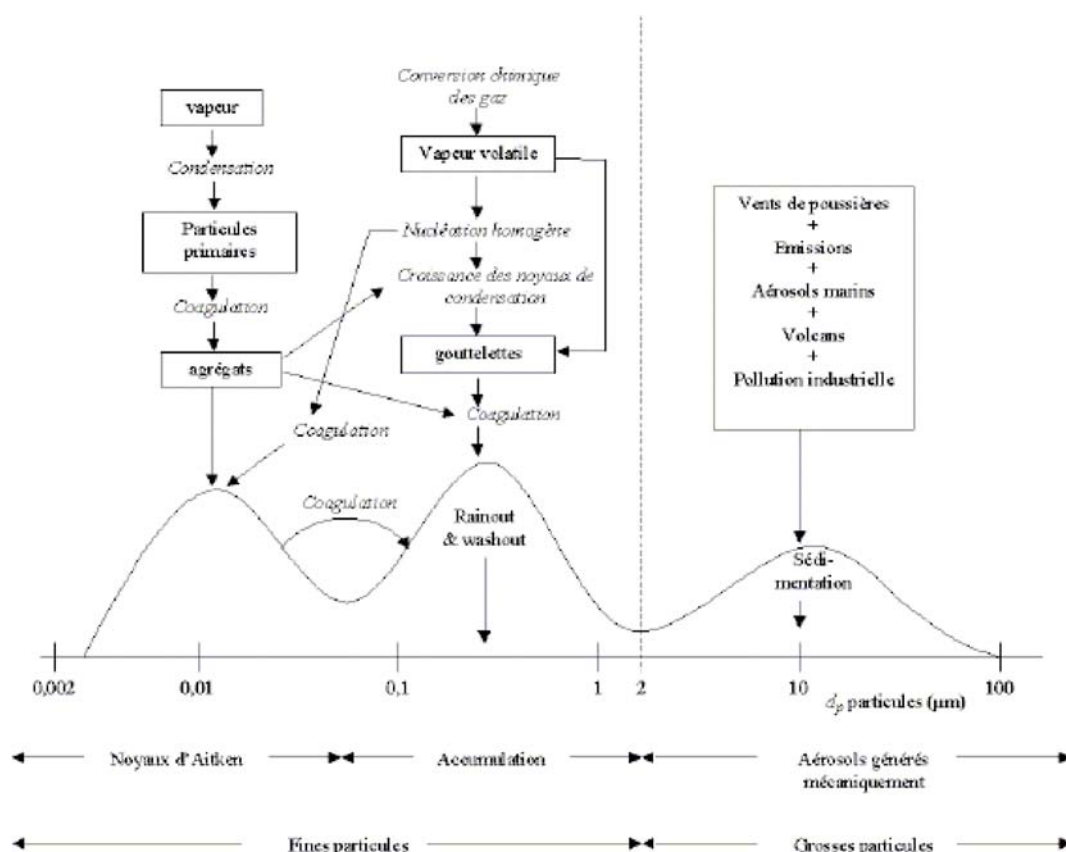 Conversion chimique
des gaz
vapeur
Vapeur volatile
Condensation
Particules
primaires
Nucléation homogène
Croissance des noyaux de
condensation
Coagulation
agrégats
gouttelettes
Coagulation
Coagulation
Coagulation
Vents de poussières
+
Emissions
+
Aérosols marins
+
Volcans
+
Pollution industrielle
Rainout
& washout
Sédi-
mentation
0,002
0,01
0,1
1
2
10
100
dp particules (µm)
Noyaux d'Aitken
Accumulation
Aérosols générés
mécaniquement
Fines particules
Grosses particules